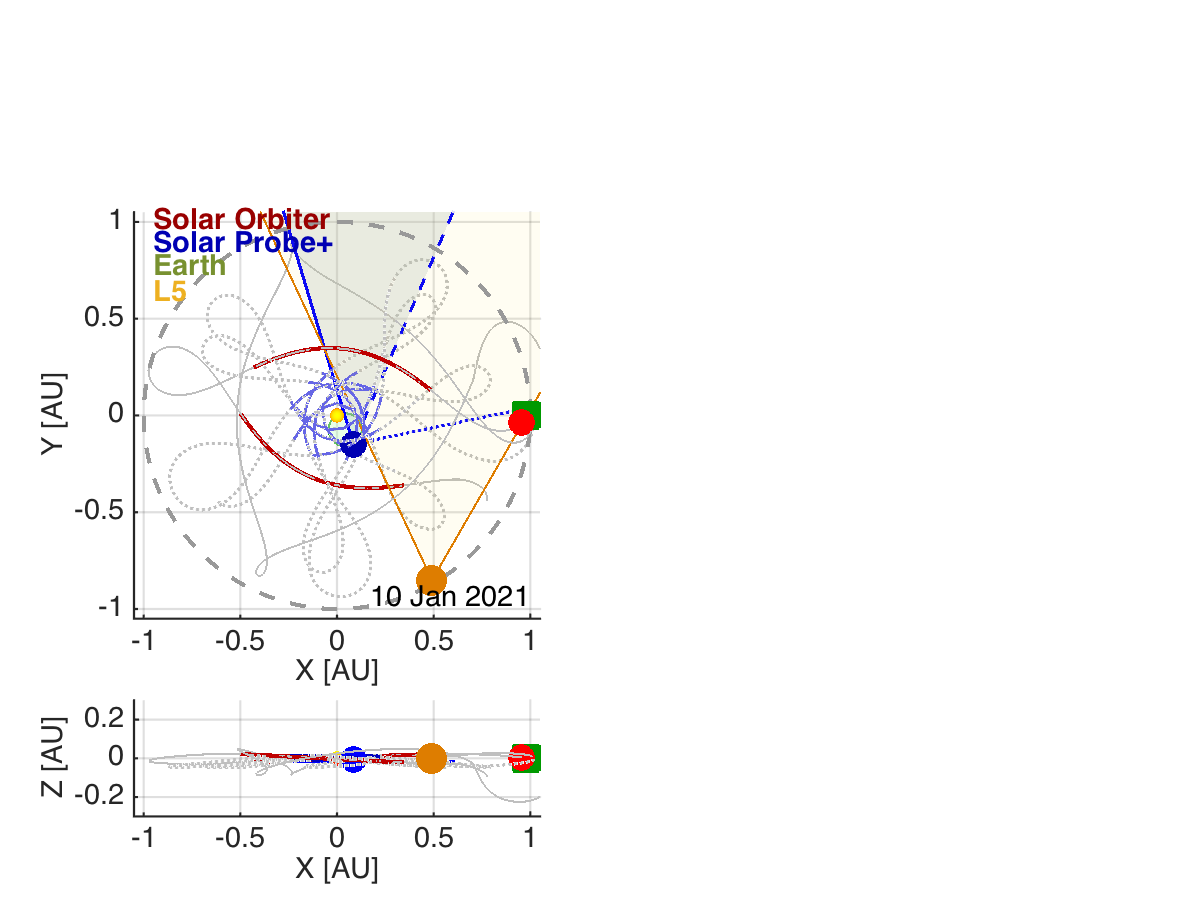 Solar Orbiter
Solar Probe+
Earth
L5
1
0.5
0
-0.5
-1
Y [AU]
10 Jan 2021
-1 -0.5 0 0.5 1
X [AU]
0.2
0
-0.2
Z [AU]
-1 -0.5 0 0.5 1
X [AU]